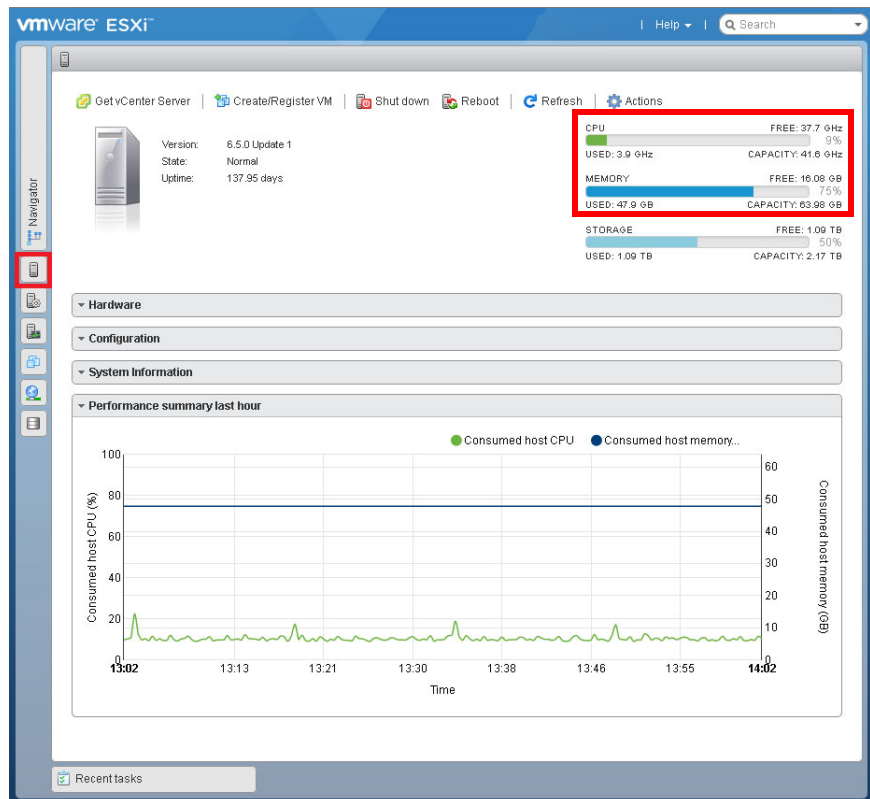 vmware ESXi™ | Help | Search
Get vCenter Server | Create/Register VM | Shut down Reboot | Refresh | Actions
Version: 6.5.0 Update 1
State: Normal
Uptime: 137.95 days
CPU FREE: 37.7 GHz
9%
USED: 3.9 GHz CAPACITY: 41.6 GHz
MEMORY FREE: 16.08 GB
75%
USED: 47.9 GB CAPACITY: 63.98 GB
STORAGE FREE: 1.09 TB
50%
USED: 1.09 TB CAPACITY: 2.17 TB
Navigator
Hardware
Configuration
System Information
Performance summary last hour
Consumed host CPU Consumed host memory...
Consumed host CPU (%)
100
80
60
40
20
0
60
50
40
30
20
10
0
Consumed host memory (GB)
13:02 13:13 13:21 13:30 13:38 13:46 13:55 14:02
Time
Recent tasks